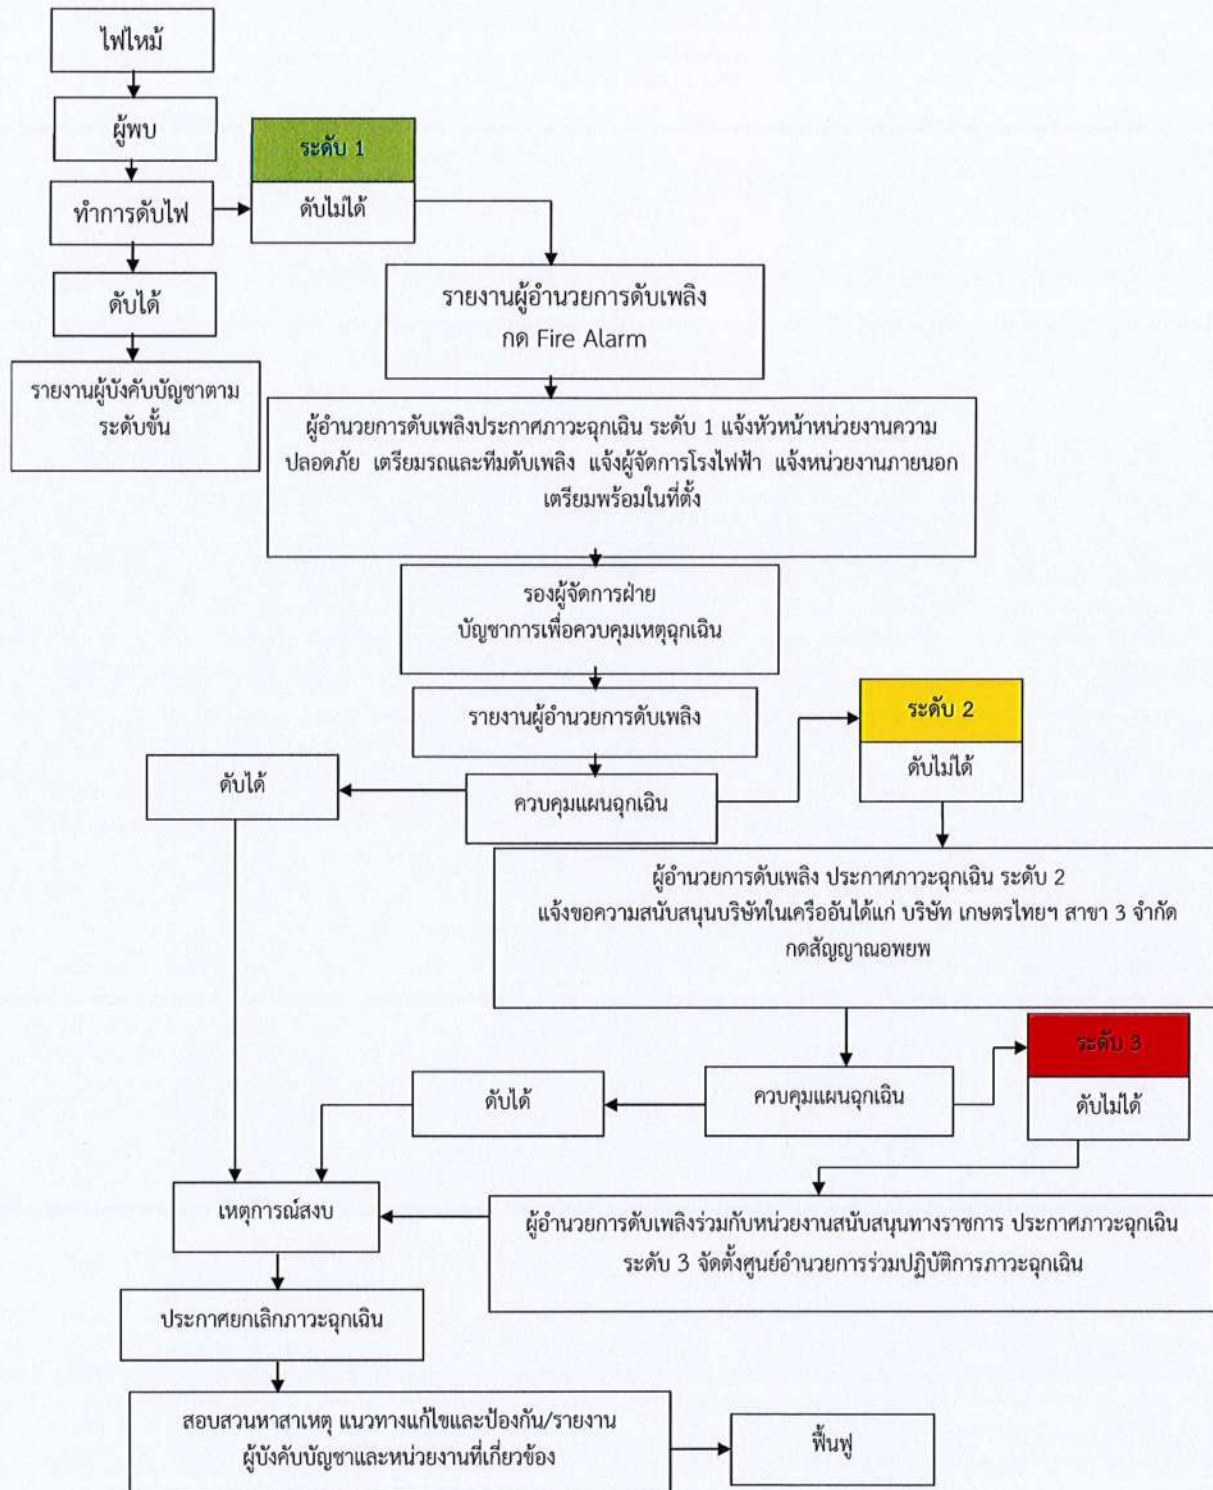 ไฟไหม้
ผู้พบ
ระดับ 1
ทำการดับไฟ
ดับไม่ได้
ดับได้
รายงานผู้อำนวยการดับเพลิง
กด Fire Alarm
รายงานผู้บังคับบัญชาตาม
ระดับขั้น
ผู้อำนวยการดับเพลิงประกาศภาวะฉุกเฉิน ระดับ 1 แจ้งหัวหน้าหน่วยงานความ
ปลอดภัย เตรียมรถและทีมดับเพลิง แจ้งผู้จัดการโรงไฟฟ้า แจ้งหน่วยงานภายนอก
เตรียมพร้อมในที่ตั้ง
รองผู้จัดการฝ่าย
บัญชาการเพื่อควบคุมเหตุฉุกเฉิน
รายงานผู้อำนวยการดับเพลิง
ระดับ 2
ดับไม่ได้
ดับได้
ควบคุมแผนฉุกเฉิน
ผู้อำนวยการดับเพลิง ประกาศภาวะฉุกเฉิน ระดับ 2
แจ้งขอความสนับสนุนบริษัทในเครืออันได้แก่ บริษัท เกษตรไทยฯ สาขา 3 จำกัด
กดสัญญาณอพยพ
ระดับ 3
ดับได้
ควบคุมแผนฉุกเฉิน
ดับไม่ได้
เหตุการณ์สงบ
ผู้อำนวยการดับเพลิงร่วมกับหน่วยงานสนับสนุนทางราชการ ประกาศภาวะฉุกเฉิน
ระดับ 3 จัดตั้งศูนย์อำนวยการร่วมปฏิบัติการภาวะฉุกเฉิน
ประกาศยกเลิกภาวะฉุกเฉิน
สอบสวนหาสาเหตุ แนวทางแก้ไขและป้องกัน/รายงาน
ผู้บังคับบัญชาและหน่วยงานที่เกี่ยวข้อง
ฟื้นฟู